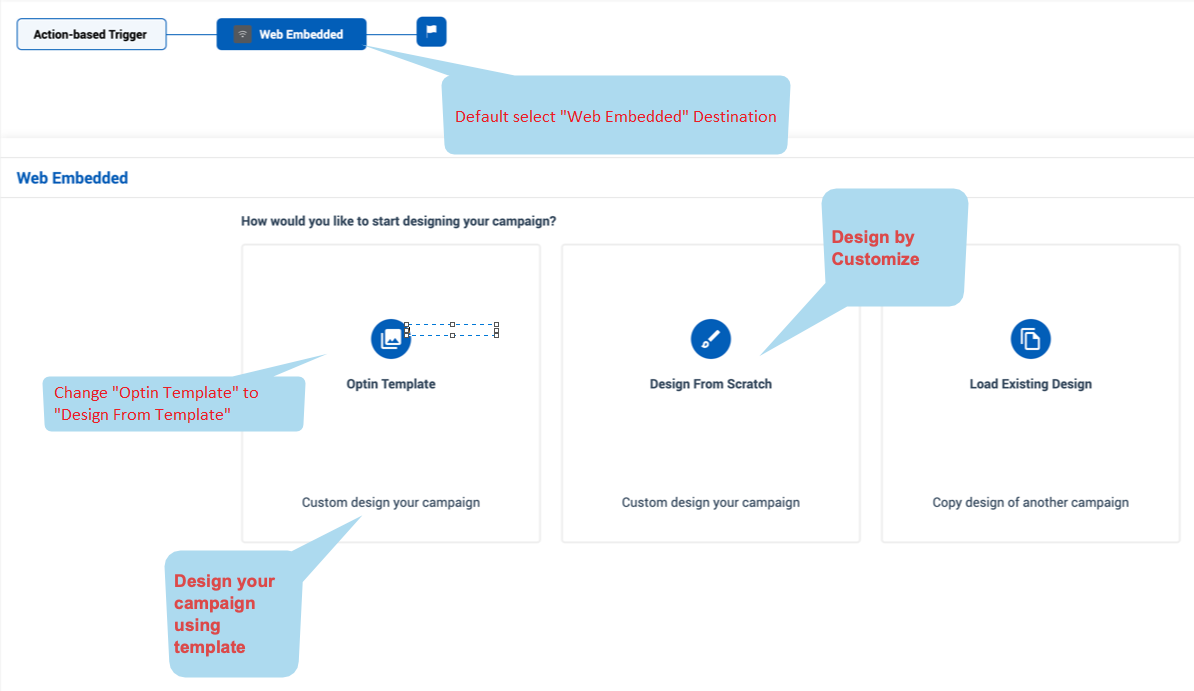 Action-based Trigger
Web Embedded
Default select "Web Embedded" Destination
Web Embedded
How would you like to start designing your campaign?
Design by
Customize
Optin Template
Design From Scratch
Load Existing Design
Change "Optin Template" to
"Design From Template"
Custom design your campaign
Custom design your campaign
Copy design of another campaign
Design your
campaign
using
template